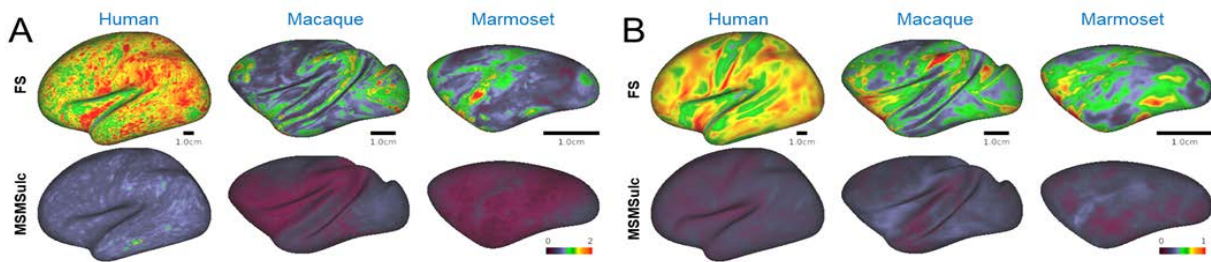 A
Human
Macaque
Marmoset
B
Human
Macaque
Marmoset
FS
1.0cm
1.0cm
1.0cm
FS
1.0cm
1.0cm
1.0cm
MSMSulc
0
2
MSMSulc
0
1